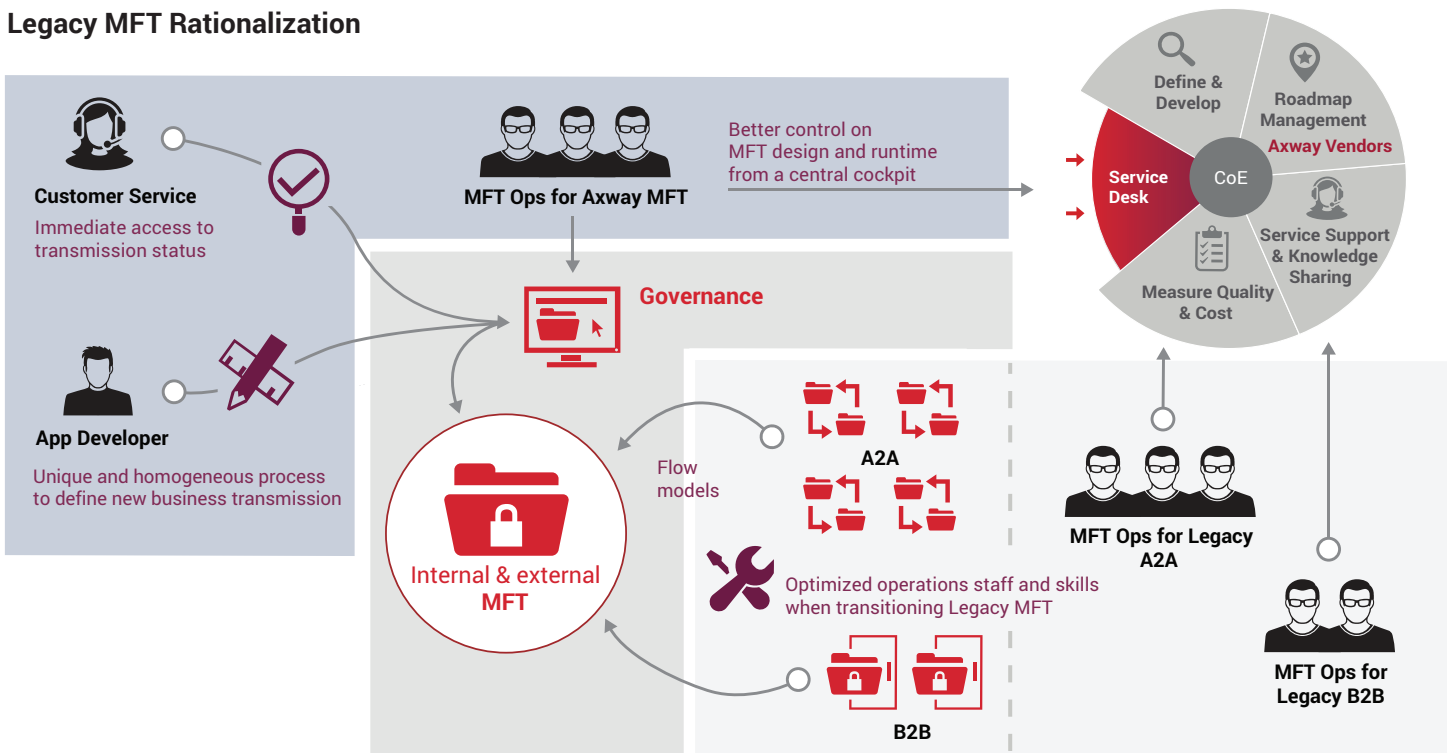 Legacy MFT Rationalization
Customer Service
Immediate access to
transmission status
MFT Ops for Axway MFT
Better control on
MFT design and runtime
from a central cockpit
Define &
Develop
Roadmap
Management
Axway Vendors
Service
Desk
CoE
Service Support
& Knowledge
Sharing
Measure Quality
& Cost
Governance
App Developer
Unique and homogeneous process
to define new business transmission
Internal & external
MFT
Flow
models
A2A
Optimized operations staff and skills
when transitioning Legacy MFT
B2B
MFT Ops for Legacy
A2A
MFT Ops for
Legacy B2B